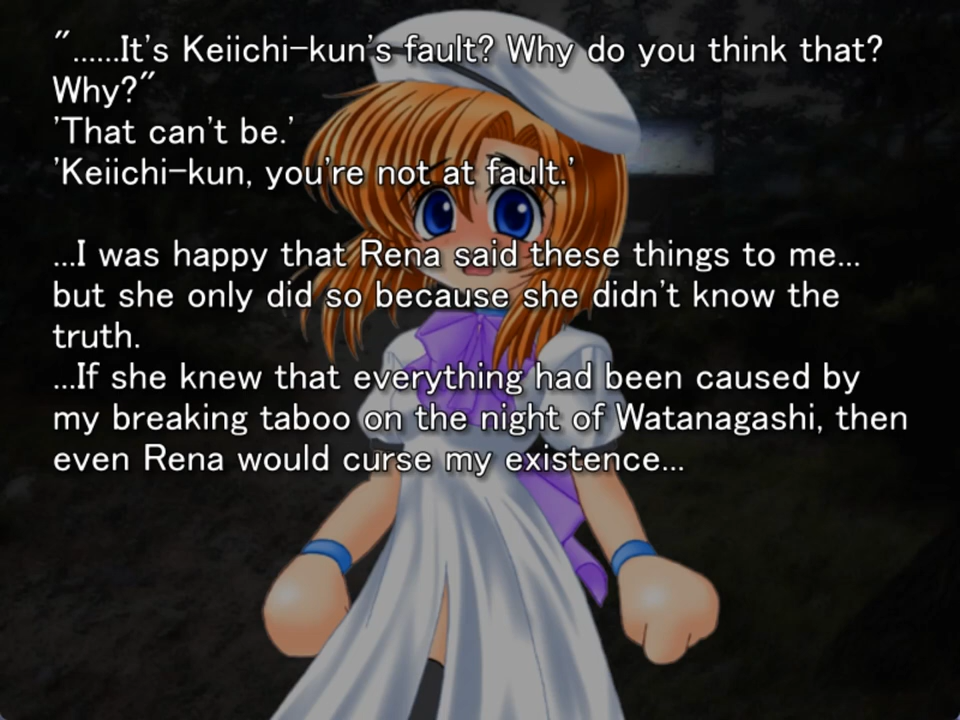 "......It's Keiichi-kun's fault? Why do you think that?
Why?"
'That can't be.'
'Keiichi-kun, you're not at fault.'
...I was happy that Rena said these things to me...
but she only did so because she didn't know the
truth.
...If she knew that everything had been caused by
my breaking taboo on the night of Watanagashi, then
even Rena would curse my existence...